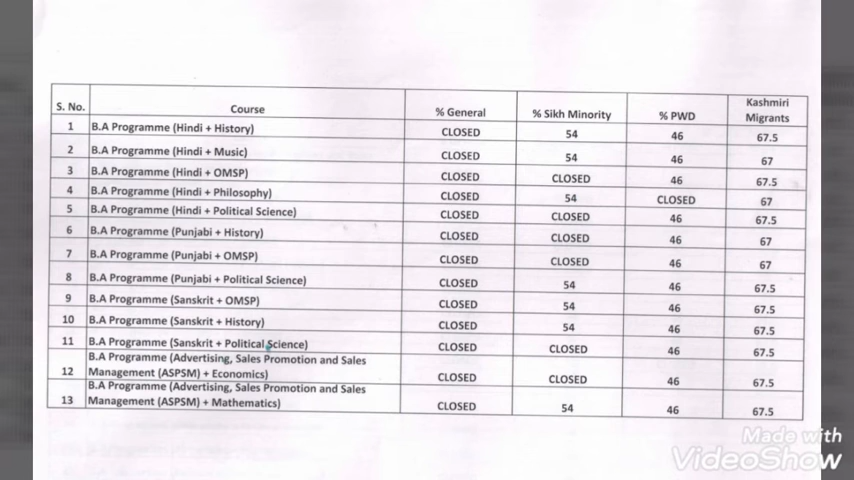 S. No. Course % General % Sikh Minority % PWD Kashmiri Migrants
1 B.A Programme (Hindi + History) CLOSED 54 46 67.5
2 B.A Programme (Hindi + Music) CLOSED 54 46 67
3 B.A Programme (Hindi + OMSP) CLOSED CLOSED 46 67.5
4 B.A Programme (Hindi + Philosophy) CLOSED 54 CLOSED 67
5 B.A Programme (Hindi + Political Science) CLOSED CLOSED 46 67.5
6 B.A Programme (Punjabi + History) CLOSED CLOSED 46 67
7 B.A Programme (Punjabi + OMSP) CLOSED CLOSED 46 67
8 B.A Programme (Punjabi + Political Science) CLOSED 54 46 67.5
9 B.A Programme (Sanskrit + OMSP) CLOSED 54 46 67.5
10 B.A Programme (Sanskrit + History) CLOSED 54 46 67.5
11 B.A Programme (Sanskrit + Political Science) CLOSED CLOSED 46 67.5
B.A Programme (Advertising, Sales Promotion and Sales
12 Management (ASPSM) + Economics) CLOSED CLOSED 46 67.5
B.A Programme (Advertising, Sales Promotion and Sales
13 Management (ASPSM) + Mathematics) CLOSED 54 46 67.5
Made with
VideoShow